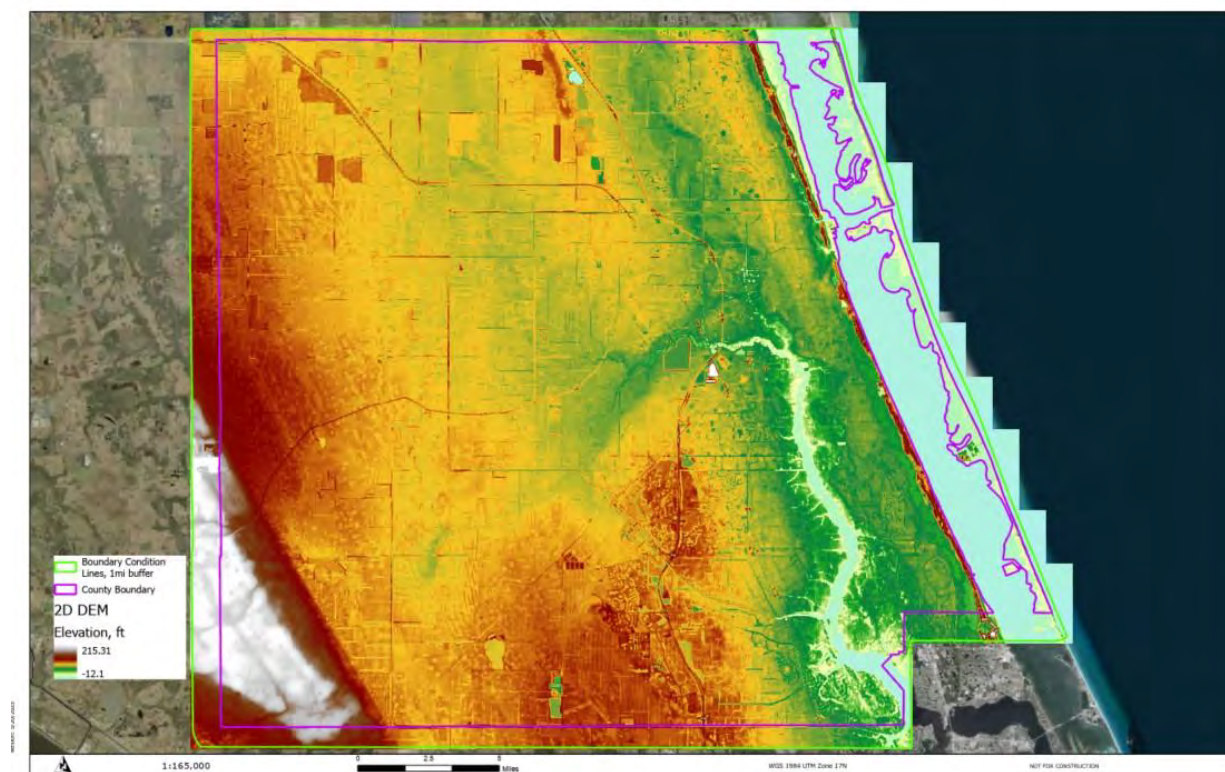 Boundary Condition
Lines, 1mi buffer
County Boundary
2D DEM
Elevation, ft
215.31
-12.1
1:165,000
0 2.5 5
Miles
WGS 1984 UTM Zone 17N
NOT FOR CONSTRUCTION